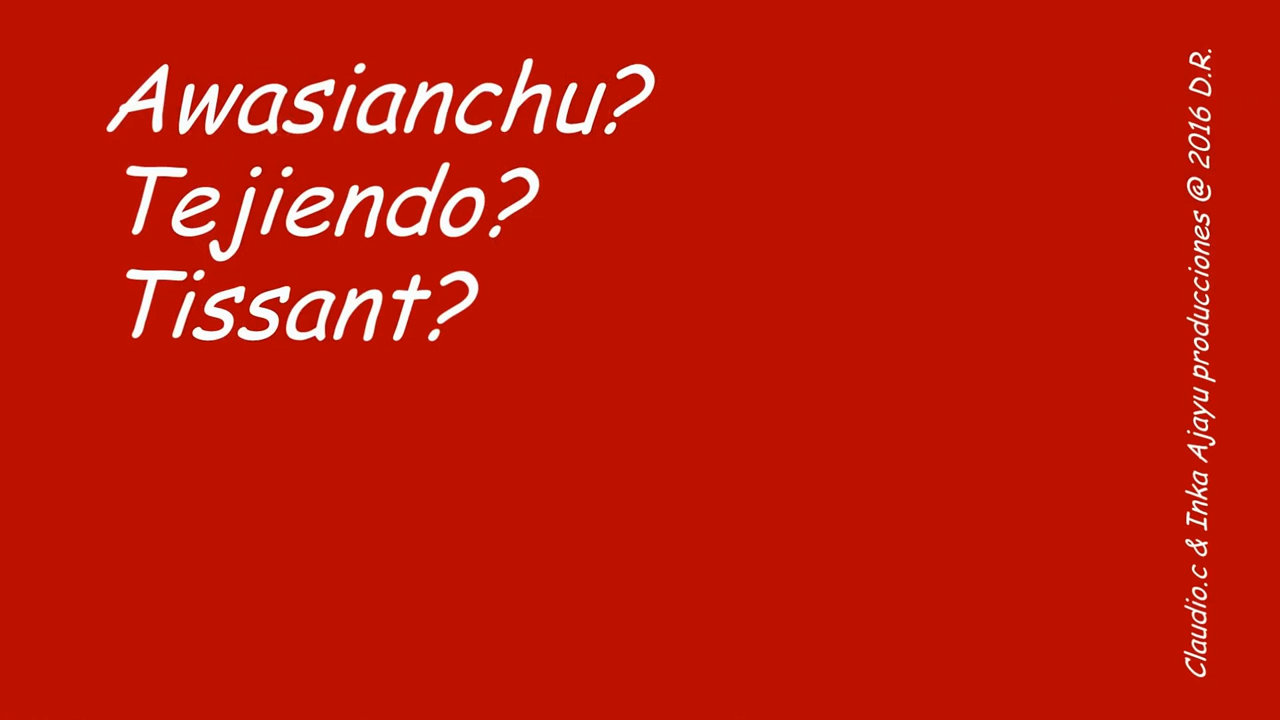 Awasianchu?
Tejiendo?
Tissant?
Claudio.c & Inka Ajayu producciones @ 2016 D.R.